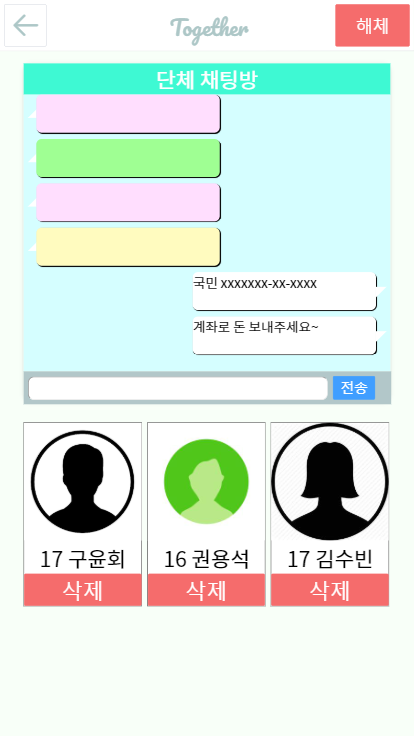 Together
해체
단체 채팅방
국민 xxxxxxx-xx-xxxx
계좌로 돈 보내주세요~
전송
17 구윤회
16 권용석
17 김수빈
삭제
삭제
삭제